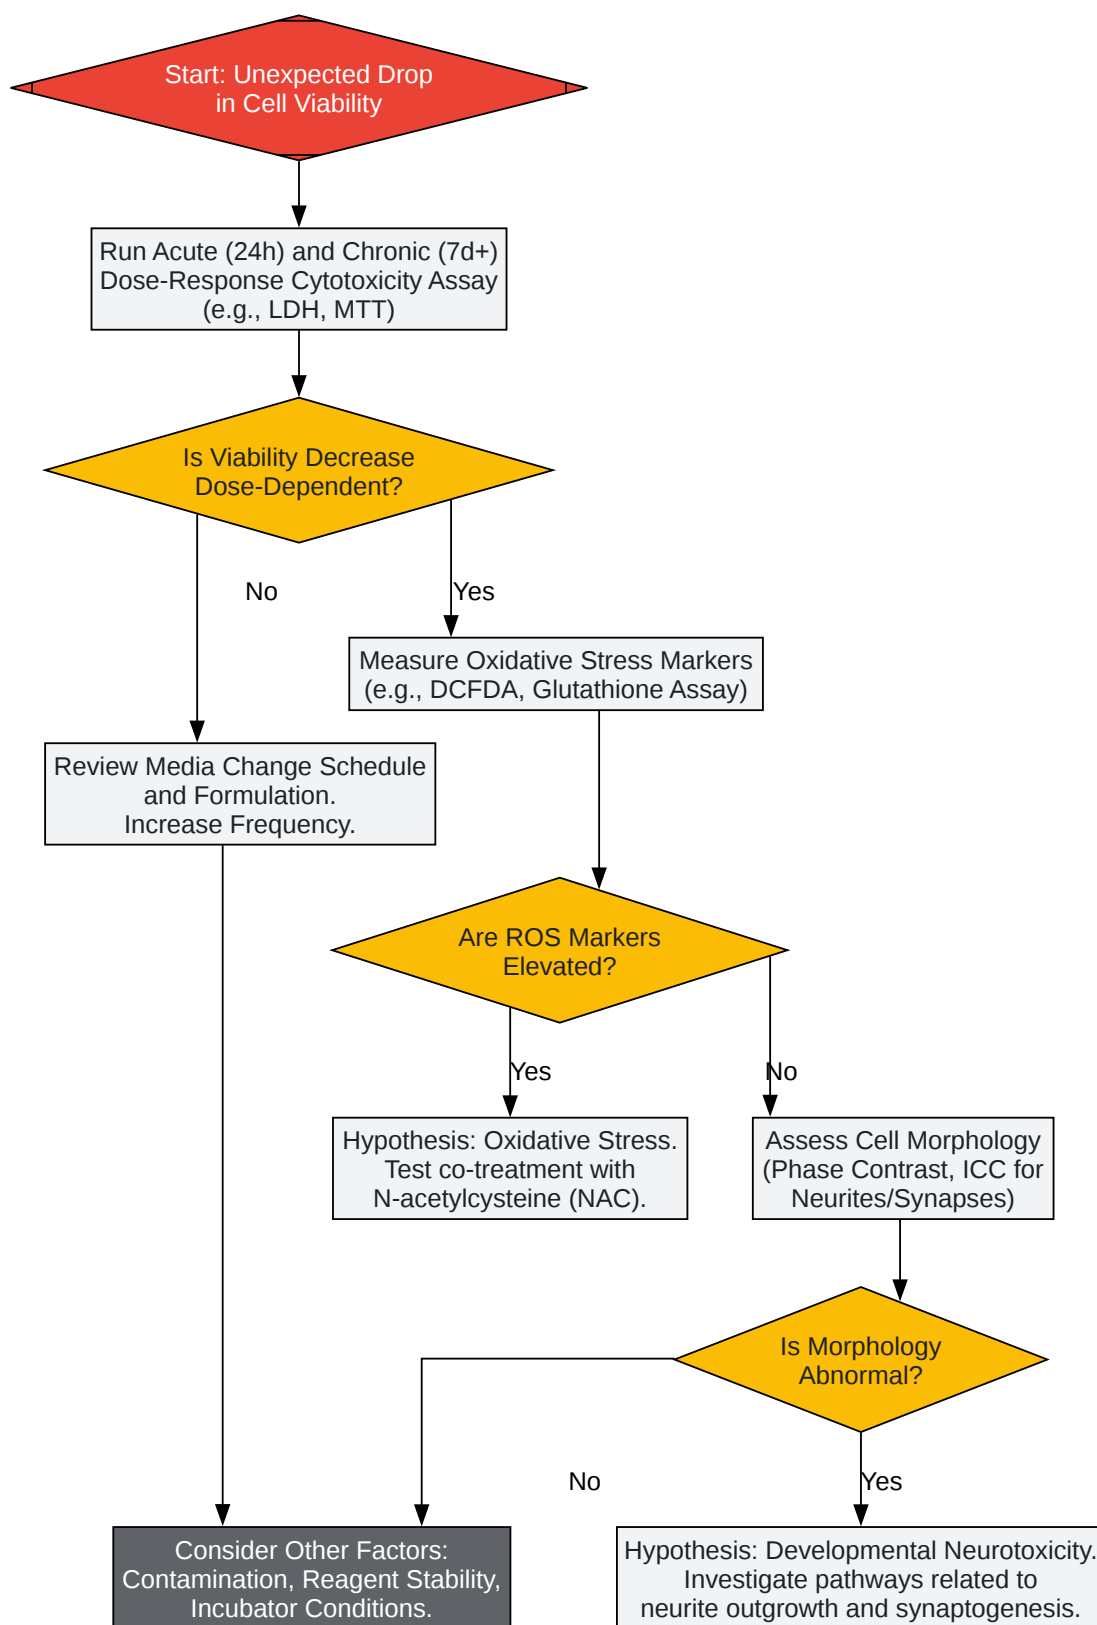 Start: Unexpected Drop
in Cell Viability
Run Acute (24h) and Chronic (7d+)
Dose-Response Cytotoxicity Assay
(e.g., LDH, MTT)
Is Viability Decrease
Dose-Dependent?
No
Yes
Measure Oxidative Stress Markers
(e.g., DCFDA, Glutathione Assay)
Review Media Change Schedule
and Formulation.
Increase Frequency.
Are ROS Markers
Elevated?
Yes
No
Hypothesis: Oxidative Stress.
Test co-treatment with
N-acetylcysteine (NAC).
Assess Cell Morphology
(Phase Contrast, ICC for
Neurites/Synapses)
Is Morphology
Abnormal?
No
Yes
Consider Other Factors:
Contamination, Reagent Stability,
Incubator Conditions.
Hypothesis: Developmental Neurotoxicity.
Investigate pathways related to
neurite outgrowth and synaptogenesis.